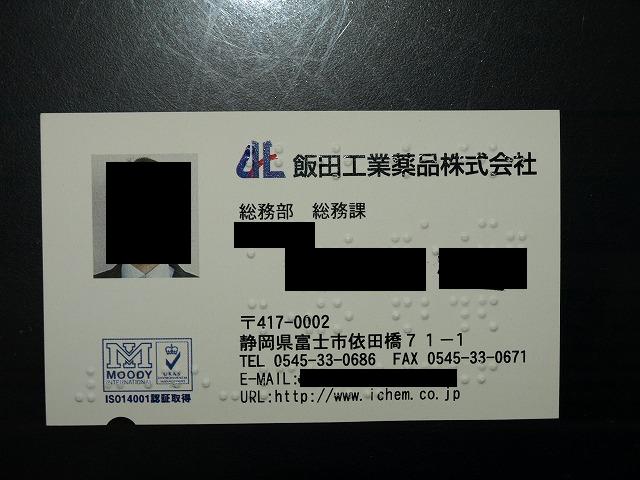 飯田工業薬品株式会社
総務部 総務課
〒417-0002
静岡県富士市依田橋71-1
TEL 0545-33-0686 FAX 0545-33-0671
E-MAIL:
URL:http://www.ichem.co.jp
MOODY
INTERNATIONAL
UKAS
ISO14001認証取得